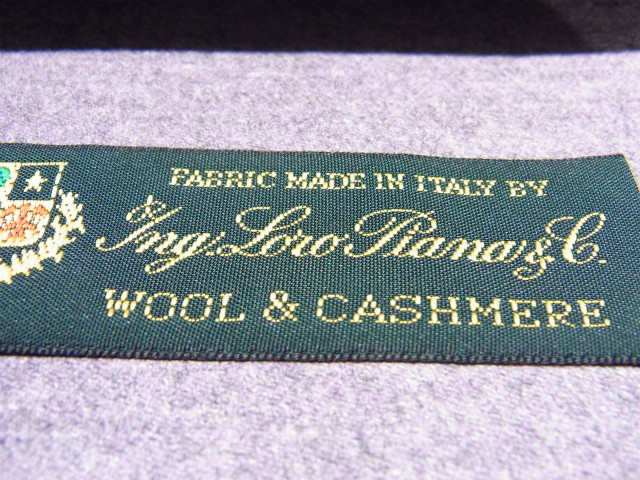 FABRIC MADE IN ITALY BY
Ing. Loro Piana & C.
WOOL & CASHMERE